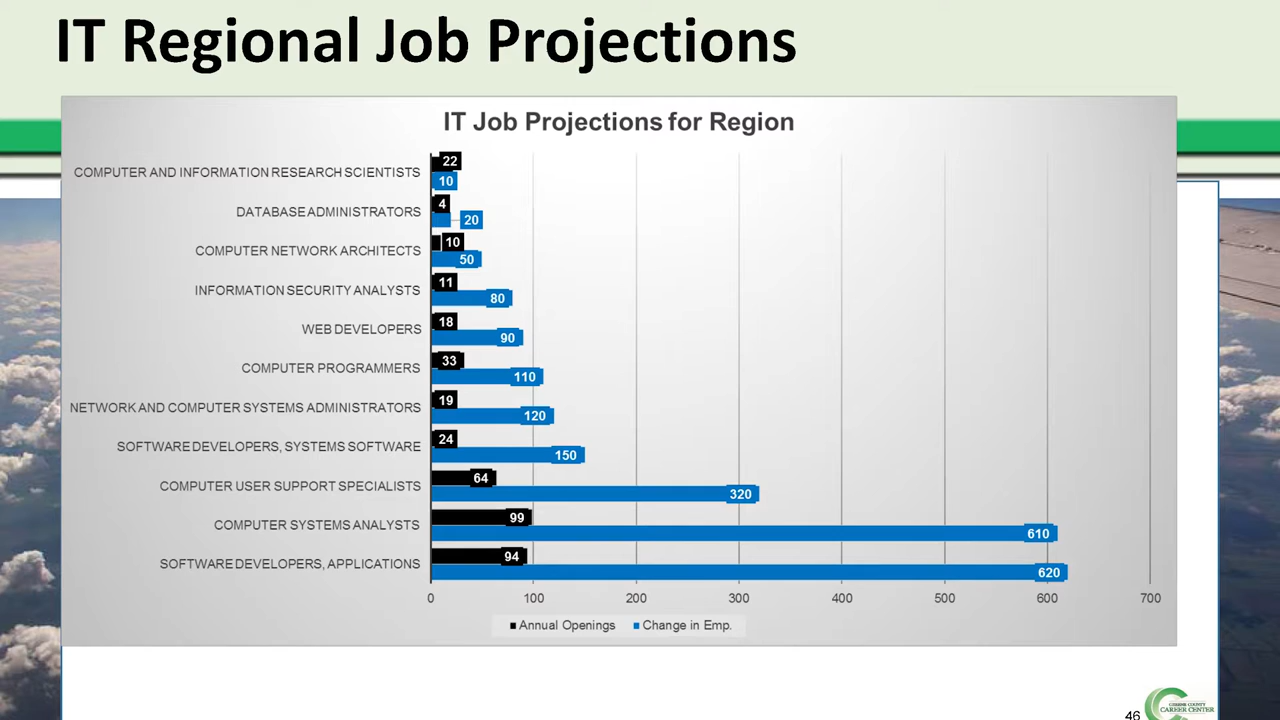 IT Regional Job Projections
IT Job Projections for Region
COMPUTER AND INFORMATION RESEARCH SCIENTISTS 22
10
DATABASE ADMINISTRATORS 4
20
COMPUTER NETWORK ARCHITECTS 10
50
INFORMATION SECURITY ANALYSTS 11
80
WEB DEVELOPERS 18
90
COMPUTER PROGRAMMERS 33
110
NETWORK AND COMPUTER SYSTEMS ADMINISTRATORS 19
120
SOFTWARE DEVELOPERS, SYSTEMS SOFTWARE 24
150
COMPUTER USER SUPPORT SPECIALISTS 64
320
COMPUTER SYSTEMS ANALYSTS 99
610
SOFTWARE DEVELOPERS, APPLICATIONS 94
620
0 100 200 300 400 500 600 700
Annual Openings Change in Emp.
GREENE COUNTY
CAREER CENTER
46